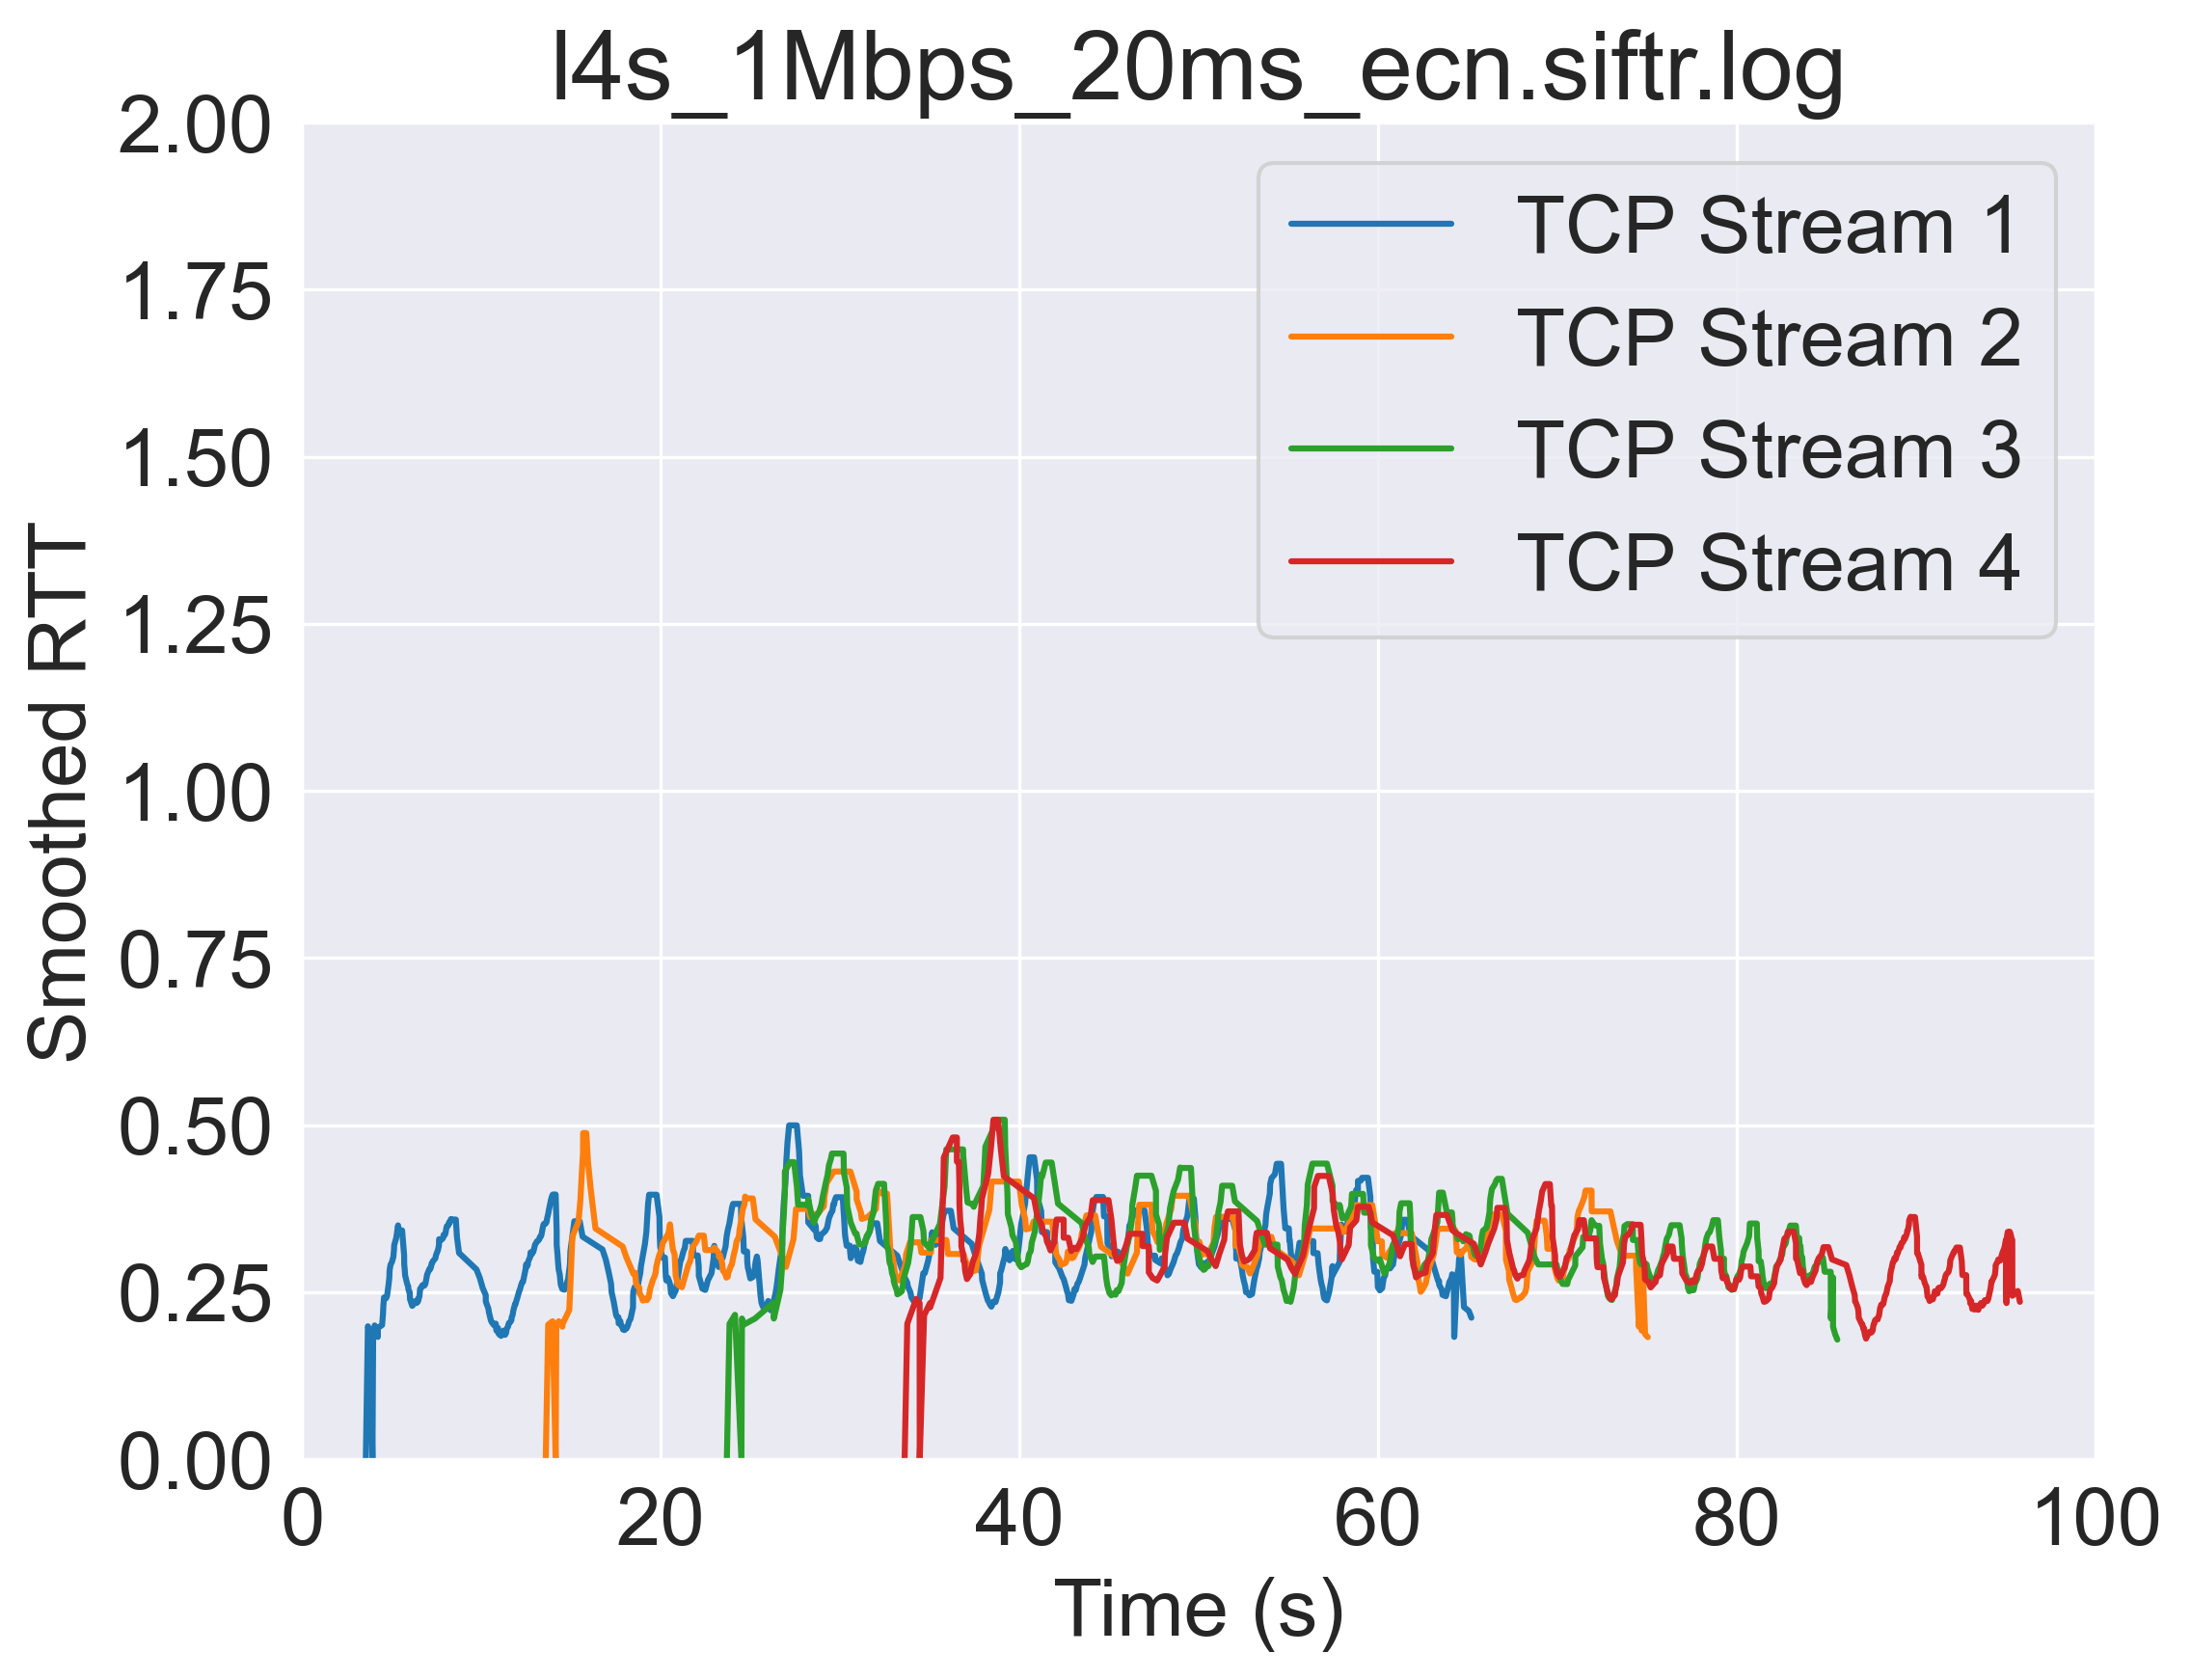 l4s_1Mbps_20ms_ecn.siftr.log
2.00
1.75
1.50
1.25
1.00
0.75
0.50
0.25
0.00
Smoothed RTT
TCP Stream 1
TCP Stream 2
TCP Stream 3
TCP Stream 4
0 20 40 60 80 100
Time (s)